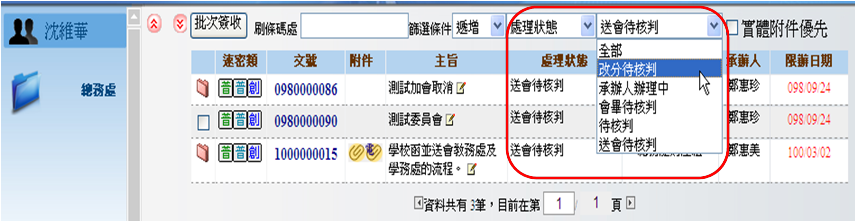 沈維華
總務處
批次簽收 刷條碼處 篩選條件 遞增 處理狀態 送會待核判 實體附件優先
全部
改分待核判
承辦人辦理中
會畢待核判
待核判
送會待核判
速密類 文號 附件 主旨 處理狀態 承辦人 限辦日期
普 普 創 0980000086 測試加會取消 送會待核判 鄭惠珍 098/09/24
普 密 創 0980000090 測試委員會 送會待核判 鄭惠珍 098/09/24
普 普 創 1000000015 學校函並送會教務處及 送會待核判 鄭惠美 100/03/02
學務處的流程。
資料共有 3筆，目前在第 1 / 1 頁